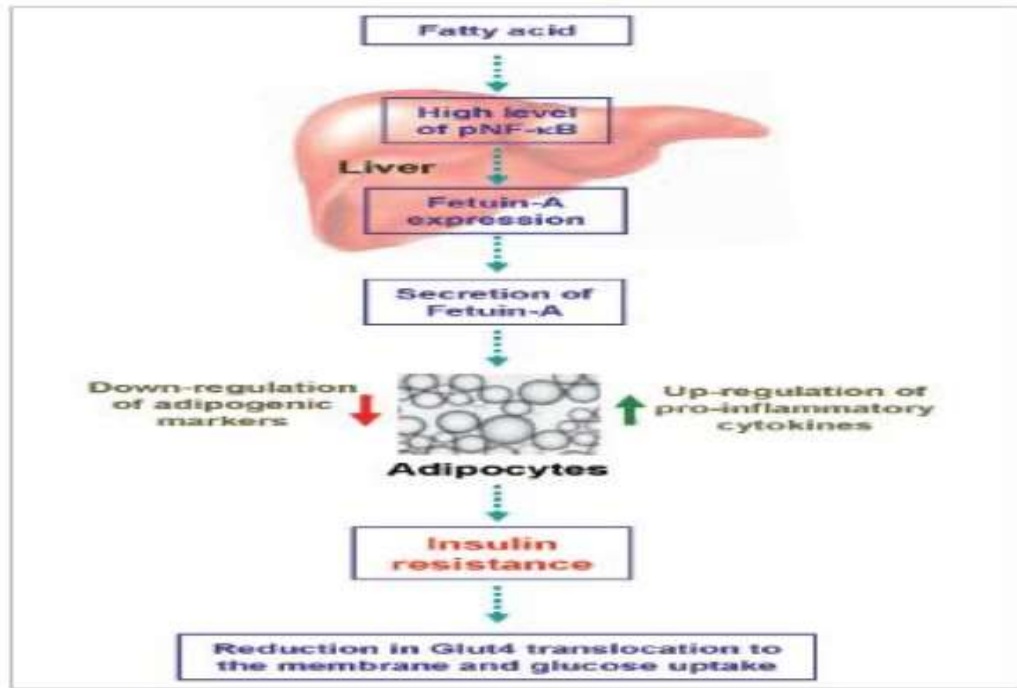 Fatty acid
High level
of pNF-κB
Liver
Fetuin-A
expression
Secretion of
Fetuin-A
Down-regulation
of adipogenic
markers
Up-regulation of
pro-inflammatory
cytokines
Adipocytes
Insulin
resistance
Reduction in Glut4 translocation to
the membrane and glucose uptake